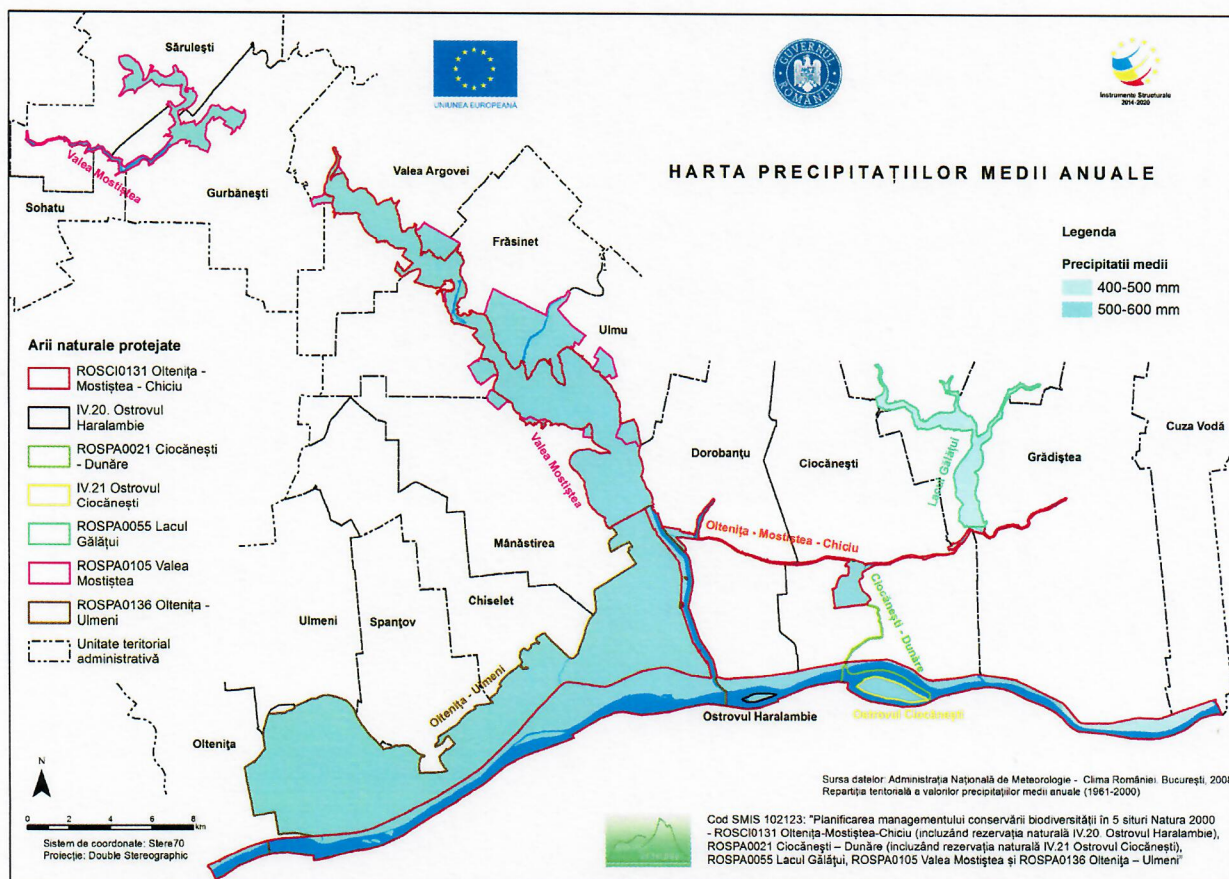 Sărulești
UNIUNEA EUROPEANĂ
GUVERNUL ROMÂNIEI
Instrumente Structurale
2014-2020
HARTA PRECIPITAȚIILOR MEDII ANUALE
Valea Mostiștea
Valea Argovei
Gurbănești
Sohatu
Frăsinet
Ulmu
Legenda
Precipitatii medii
400-500 mm
500-600 mm
Arii naturale protejate
ROSCI0131 Oltenița -
Mostiștea - Chiciu
IV.20. Ostrovul
Haralambie
ROSPA0021 Ciocănești
- Dunăre
IV.21 Ostrovul
Ciocănești
ROSPA0055 Lacul
Gălățui
ROSPA0105 Valea
Mostiștea
ROSPA0136 Oltenița -
Ulmeni
Unitate teritorial
administrativă
Valea Mostiștea
Dorobanțu
Ciocănești
Lacul Gălățui
Grădiștea
Cuza Vodă
Oltenița - Mostistea - Chiciu
Mânăstirea
Chiselet
Ulmeni
Spanțov
Ciocănești - Dunăre
Oltenița - Ulmeni
Oltenița
Ostrovul Haralambie
Ostrovul Ciocănești
N
0 2 4 6 8
km
Sistem de coordonate: Stere70
Proiecție: Double Stereographic
Sursa datelor: Administrația Națională de Meteorologie - Clima României. București, 2008
Repartiția teritorială a valorilor precipitațiilor medii anuale (1961-2000)
Cod SMIS 102123: "Planificarea managementului conservării biodiversității în 5 situri Natura 2000
- ROSCI0131 Oltenița-Mostiștea-Chiciu (incluzând rezervația naturală IV.20. Ostrovul Haralambie),
ROSPA0021 Ciocănești – Dunăre (incluzând rezervația naturală IV.21 Ostrovul Ciocănești),
ROSPA0055 Lacul Gălățui, ROSPA0105 Valea Mostiștea și ROSPA0136 Oltenița – Ulmeni"